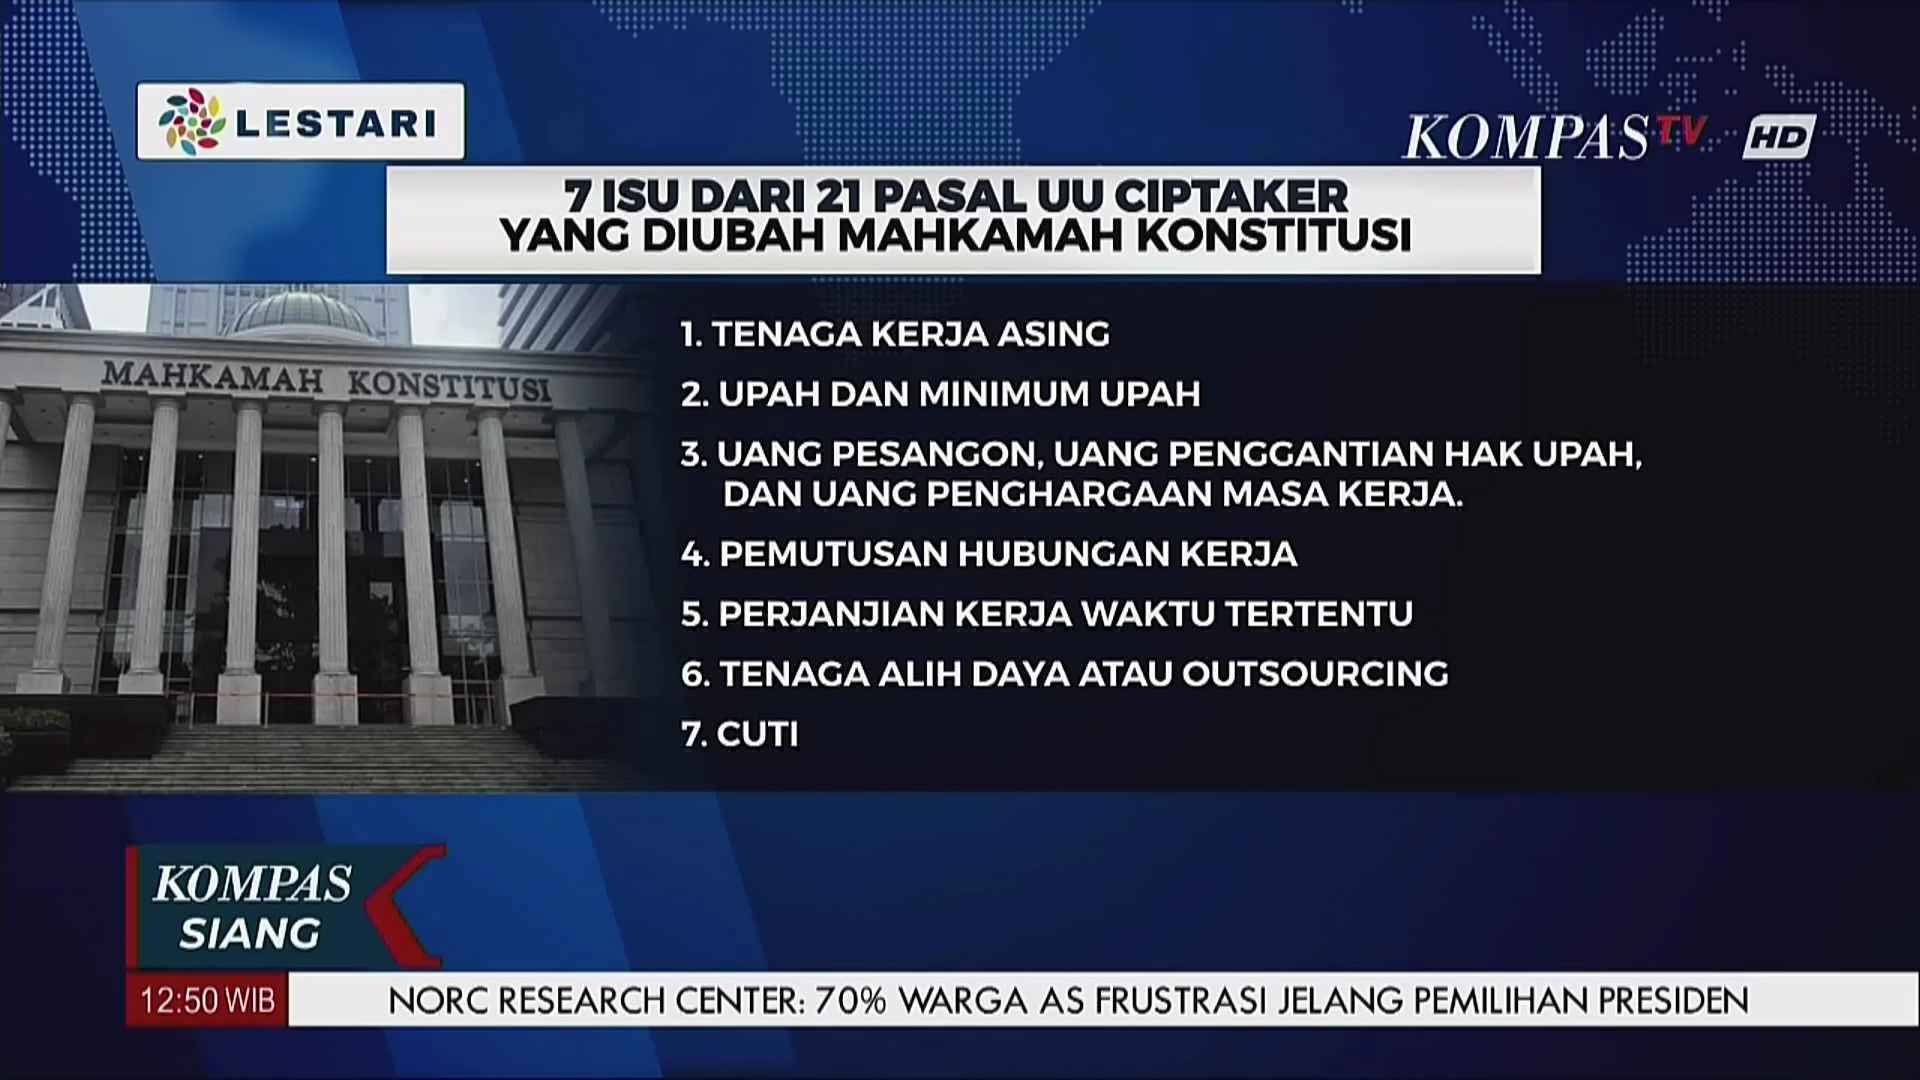 LESTARI
KOMPAS TV HD
7 ISU DARI 21 PASAL UU CIPTAKER
YANG DIUBAH MAHKAMAH KONSTITUSI
MAHKAMAH KONSTITUSI
1. TENAGA KERJA ASING
2. UPAH DAN MINIMUM UPAH
3. UANG PESANGON, UANG PENGGANTIAN HAK UPAH,
DAN UANG PENGHARGAAN MASA KERJA.
4. PEMUTUSAN HUBUNGAN KERJA
5. PERJANJIAN KERJA WAKTU TERTENTU
6. TENAGA ALIH DAYA ATAU OUTSOURCING
7. CUTI
KOMPAS
SIANG
12:50 WIB
NORC RESEARCH CENTER: 70% WARGA AS FRUSTRASI JELANG PEMILIHAN PRESIDEN